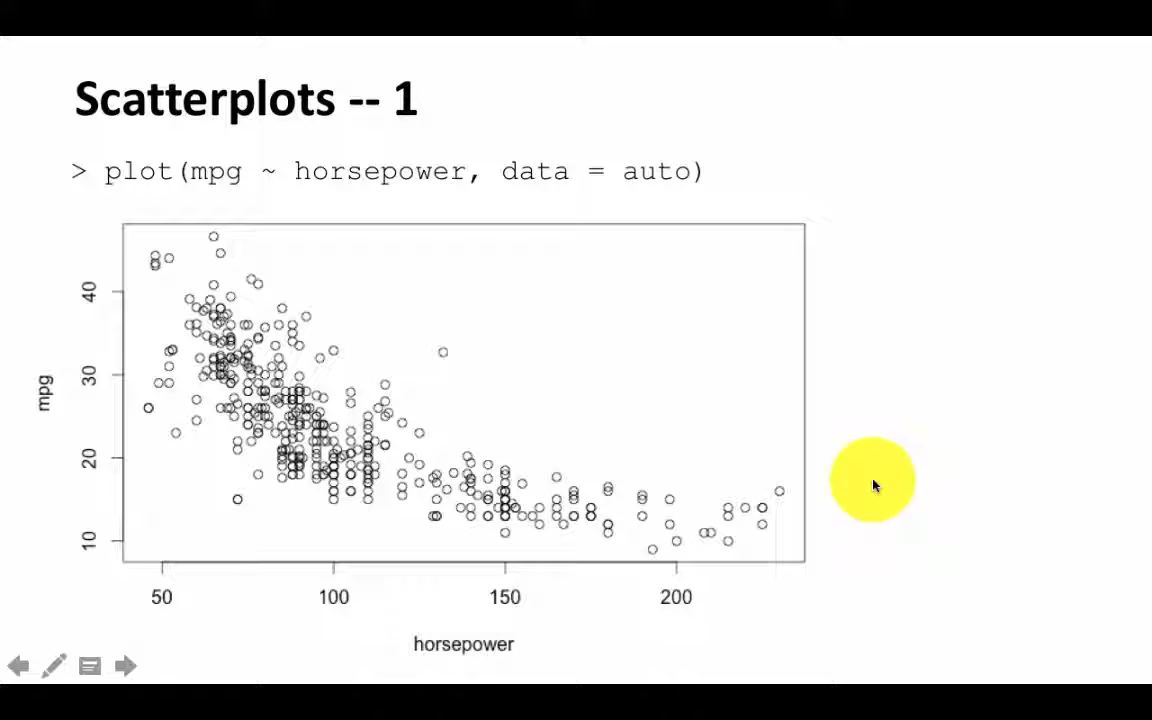 Scatterplots -- 1
> plot(mpg ~ horsepower, data = auto)
40
30
20
10
mpg
50 100 150 200
horsepower